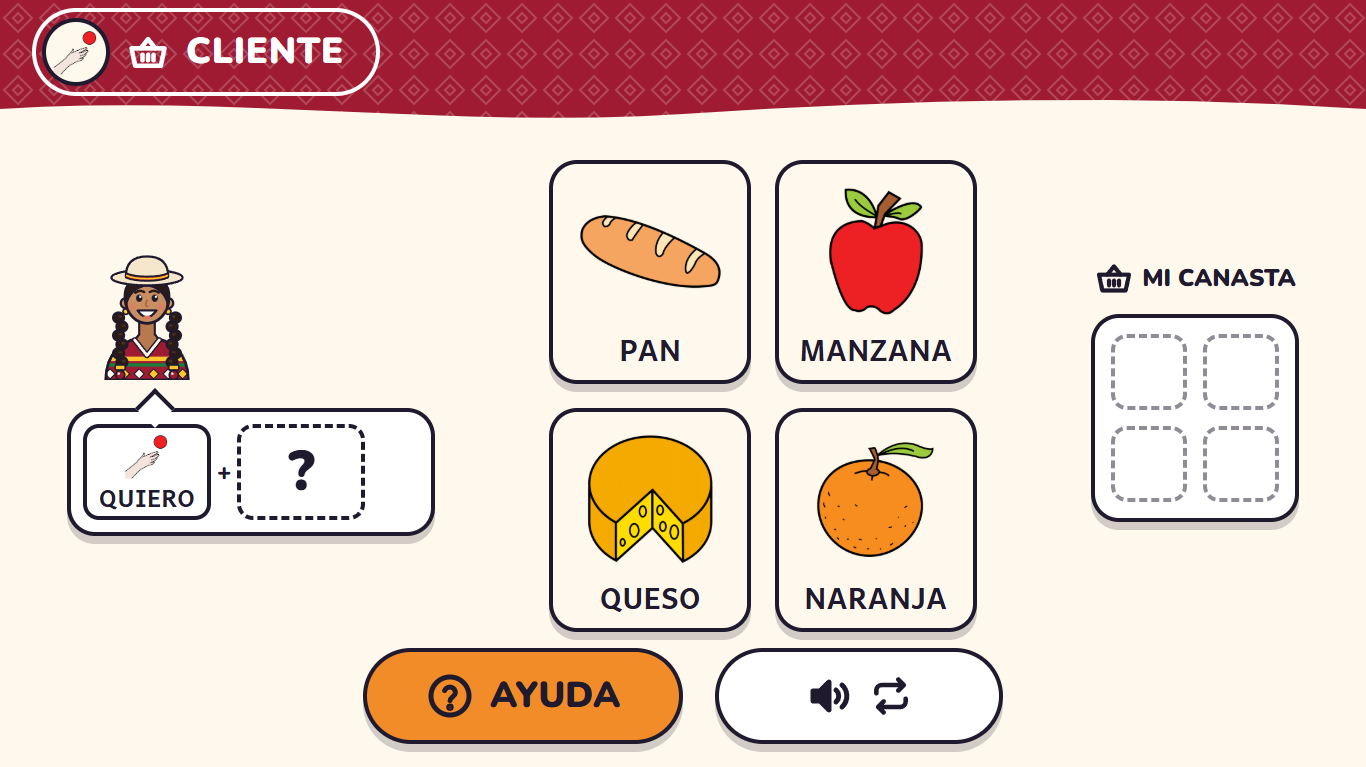 CLIENTE
PAN
MANZANA
MI CANASTA
QUIERO
+
?
QUESO
NARANJA
AYUDA